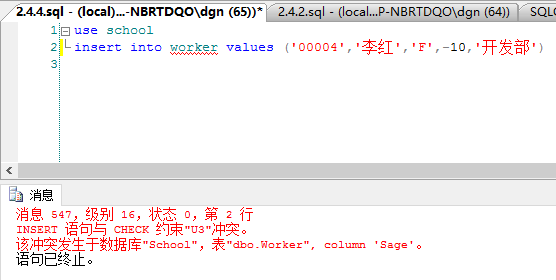 2.4.4.sql - (local)...-NBRTDQO\dgn (65))* 2.4.2.sql - (local)...P-NBRTDQO\dgn (64)) SQLQ
1 use school
2 insert into worker values ('00004','李红','F',-10,'开发部')
3
消息
消息 547，级别 16，状态 0，第 2 行
INSERT 语句与 CHECK 约束"U3"冲突。
该冲突发生于数据库"School"，表"dbo.Worker", column 'Sage'。
语句已终止。